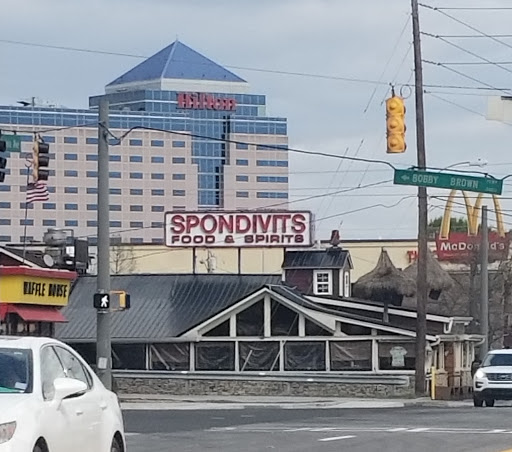 Hilton
SPONDIVITS
FOOD & SPIRITS
BOBBY BROWN
McDonald's
WAFFLE HOUSE